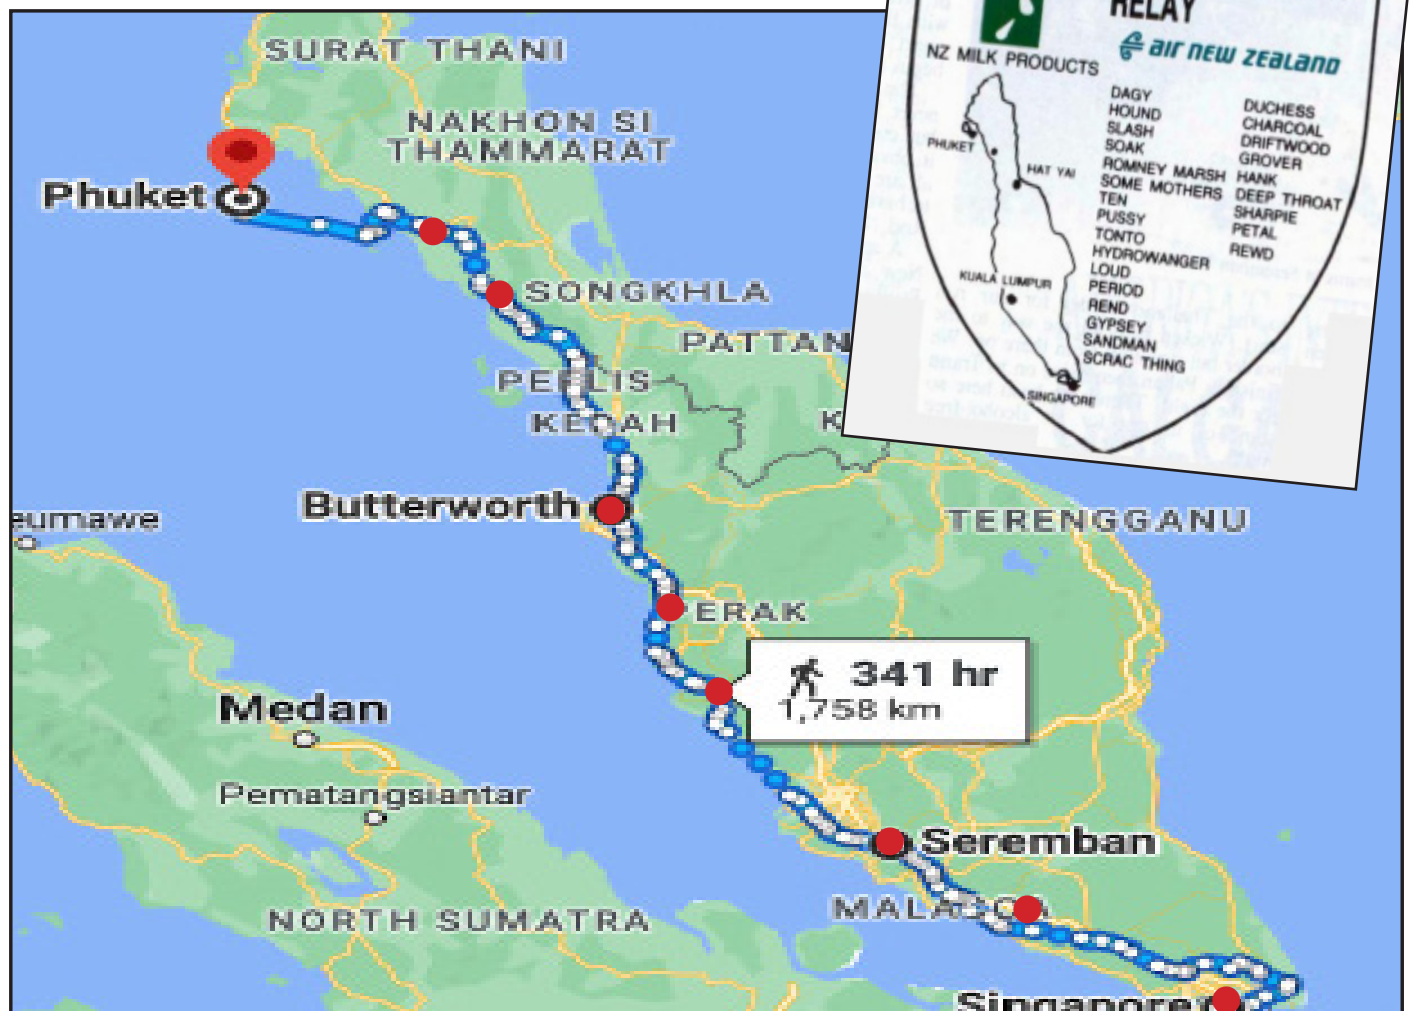 SURAT THANI
NAKHON SI
THAMMARAT
Phuket
SONGKHLA
PATTAN
PERLIS
KEDAH
K
Butterworth
eumawe
TERENGGANU
PERAK
341 hr
1,758 km
Medan
Pematangsiantar
Seremban
MALACCA
NORTH SUMATRA
Singapore
RELAY
air new zealand
NZ MILK PRODUCTS
PHUKET
HAT YAI
KUALA LUMPUR
SINGAPORE
DAGY
HOUND
SLASH
SOAK
ROMNEY MARSH
SOME MOTHERS
TEN
PUSSY
TONTO
HYDROWANGER
LOUD
PERIOD
REND
GYPSEY
SANDMAN
SCRAC THING
DUCHESS
CHARCOAL
DRIFTWOOD
GROVER
HANK
DEEP THROAT
SHARPIE
PETAL
REWD